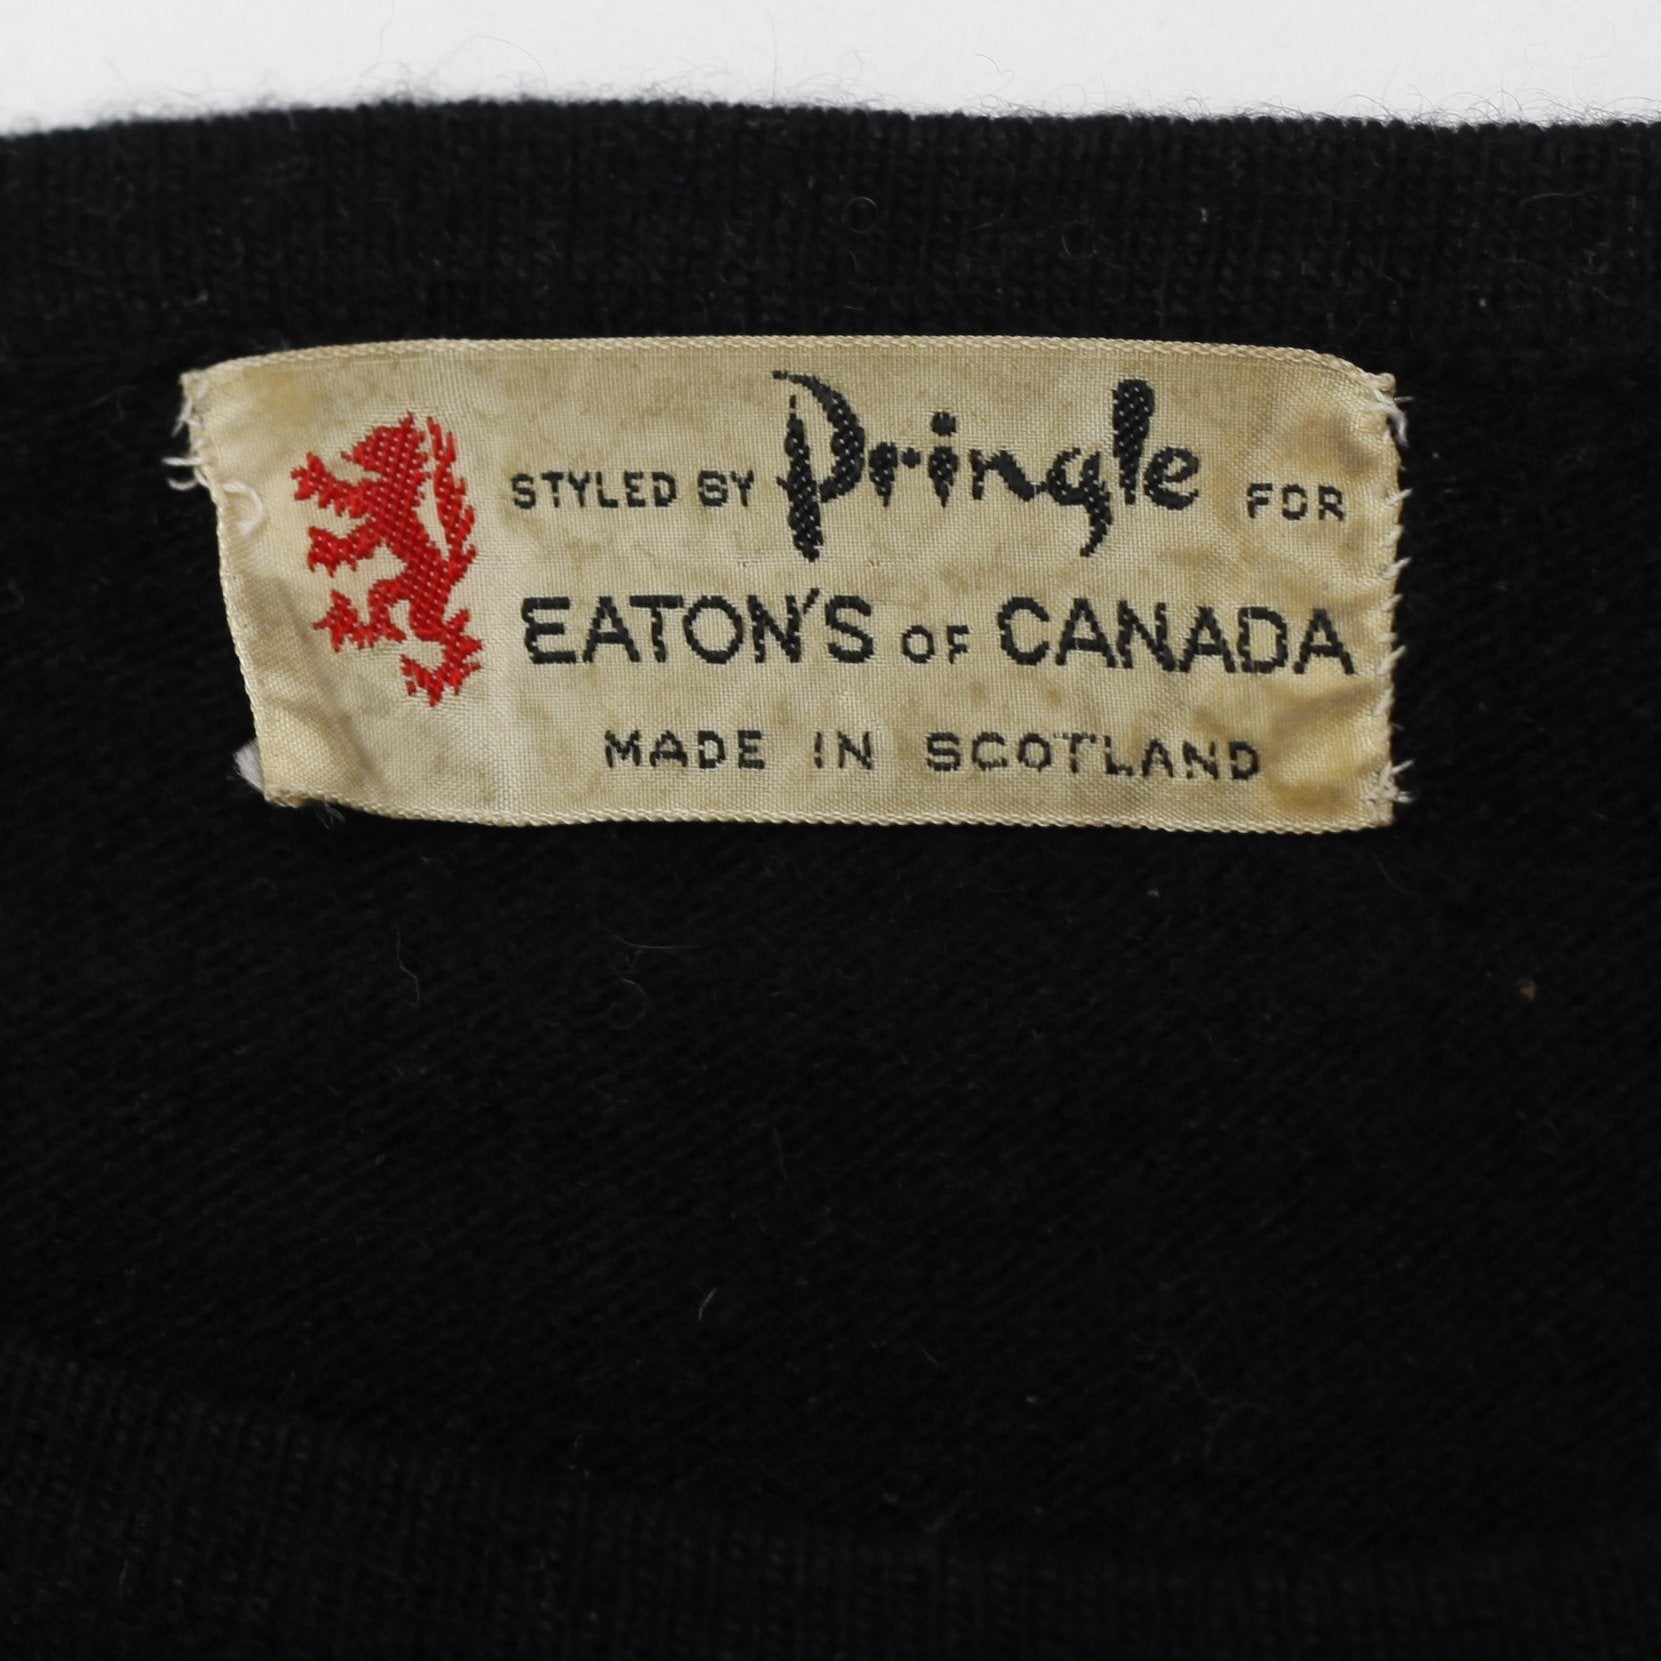 STYLED BY Pringle FOR
EATON'S OF CANADA
MADE IN SCOTLAND